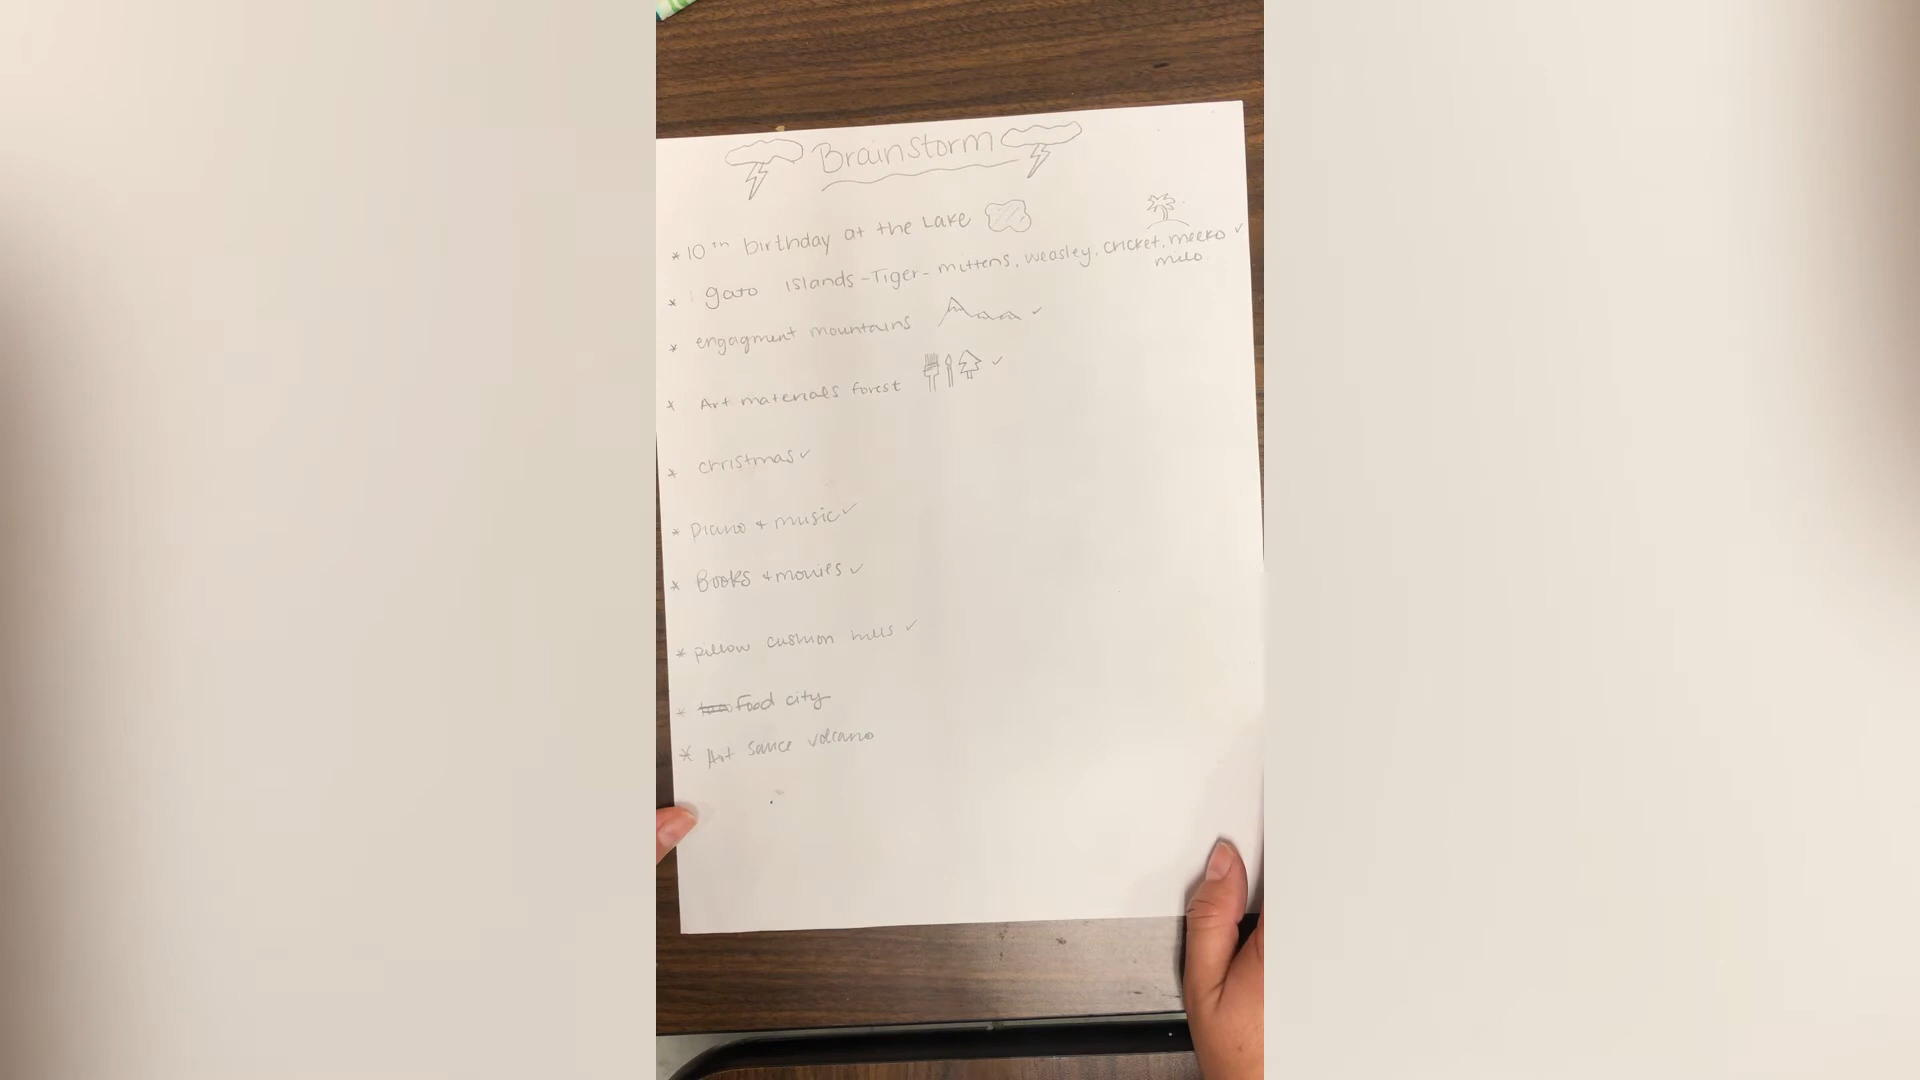 Brainstorm
* 10th birthday at the Lake
* gato islands - Tiger - mittens, weasley, cricket, meeko ✓
milo
* engagment mountains ✓
* Art materials forest ✓
* christmas ✓
* Piano + music ✓
* Books + movies ✓
* pillow cushion hills ✓
* Food city
* Art sauce volcano